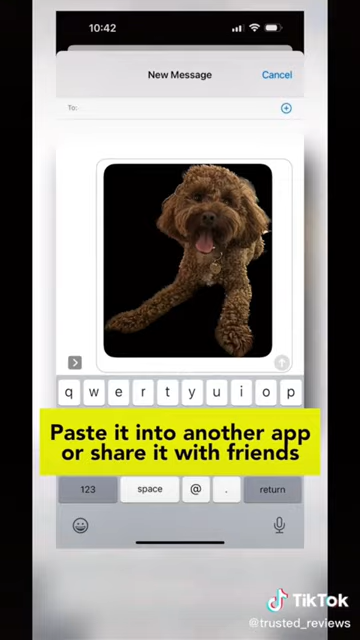 10:42
New Message
Cancel
To:
q w e r t y u i o p
Paste it into another app
or share it with friends
123
space
@
.
return
TikTok
@trusted_reviews